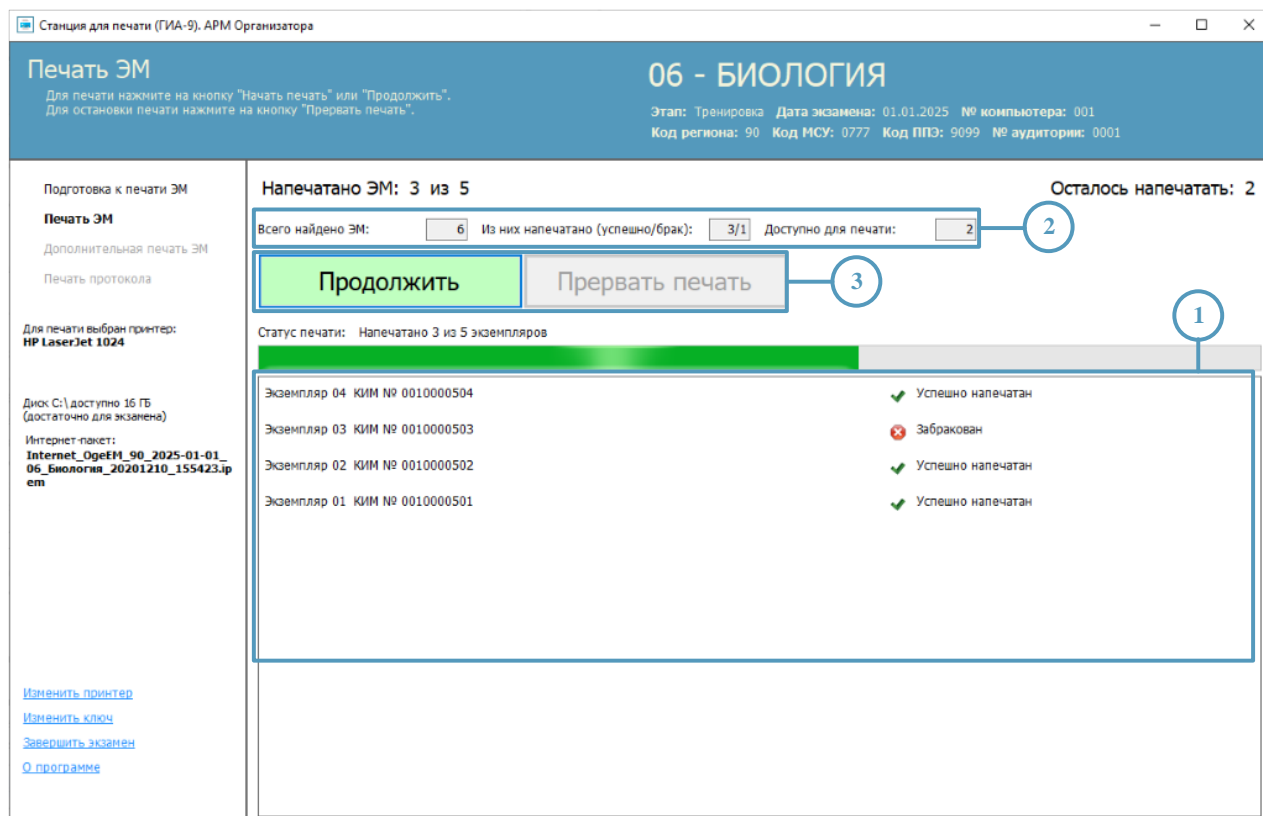 Станция для печати (ГИА-9). АРМ Организатора
Печать ЭМ
Для печати нажмите на кнопку "Начать печать" или "Продолжить".
Для остановки печати нажмите на кнопку "Прервать печать".
06 - БИОЛОГИЯ
Этап: Тренировка Дата экзамена: 01.01.2025 № компьютера: 001
Код региона: 90 Код МСУ: 0777 Код ППЭ: 9099 № аудитории: 0001
Подготовка к печати ЭМ
Печать ЭМ
Дополнительная печать ЭМ
Печать протокола
Для печати выбран принтер:
HP LaserJet 1024
Диск C:\ доступно 16 ГБ
(достаточно для экзамена)
Интернет-пакет:
Internet_OgeEM_90_2025-01-01_
06_Биология_20201210_155423.ip
em
Изменить принтер
Изменить ключ
Завершить экзамен
О программе
Напечатано ЭМ: 3 из 5
Осталось напечатать: 2
Всего найдено ЭМ: 6 Из них напечатано (успешно/брак): 3/1 Доступно для печати: 2
2
Продолжить
Прервать печать
3
Статус печати: Напечатано 3 из 5 экземпляров
1
Экземпляр 04 КИМ № 0010000504 Успешно напечатан
Экземпляр 03 КИМ № 0010000503 Забракован
Экземпляр 02 КИМ № 0010000502 Успешно напечатан
Экземпляр 01 КИМ № 0010000501 Успешно напечатан